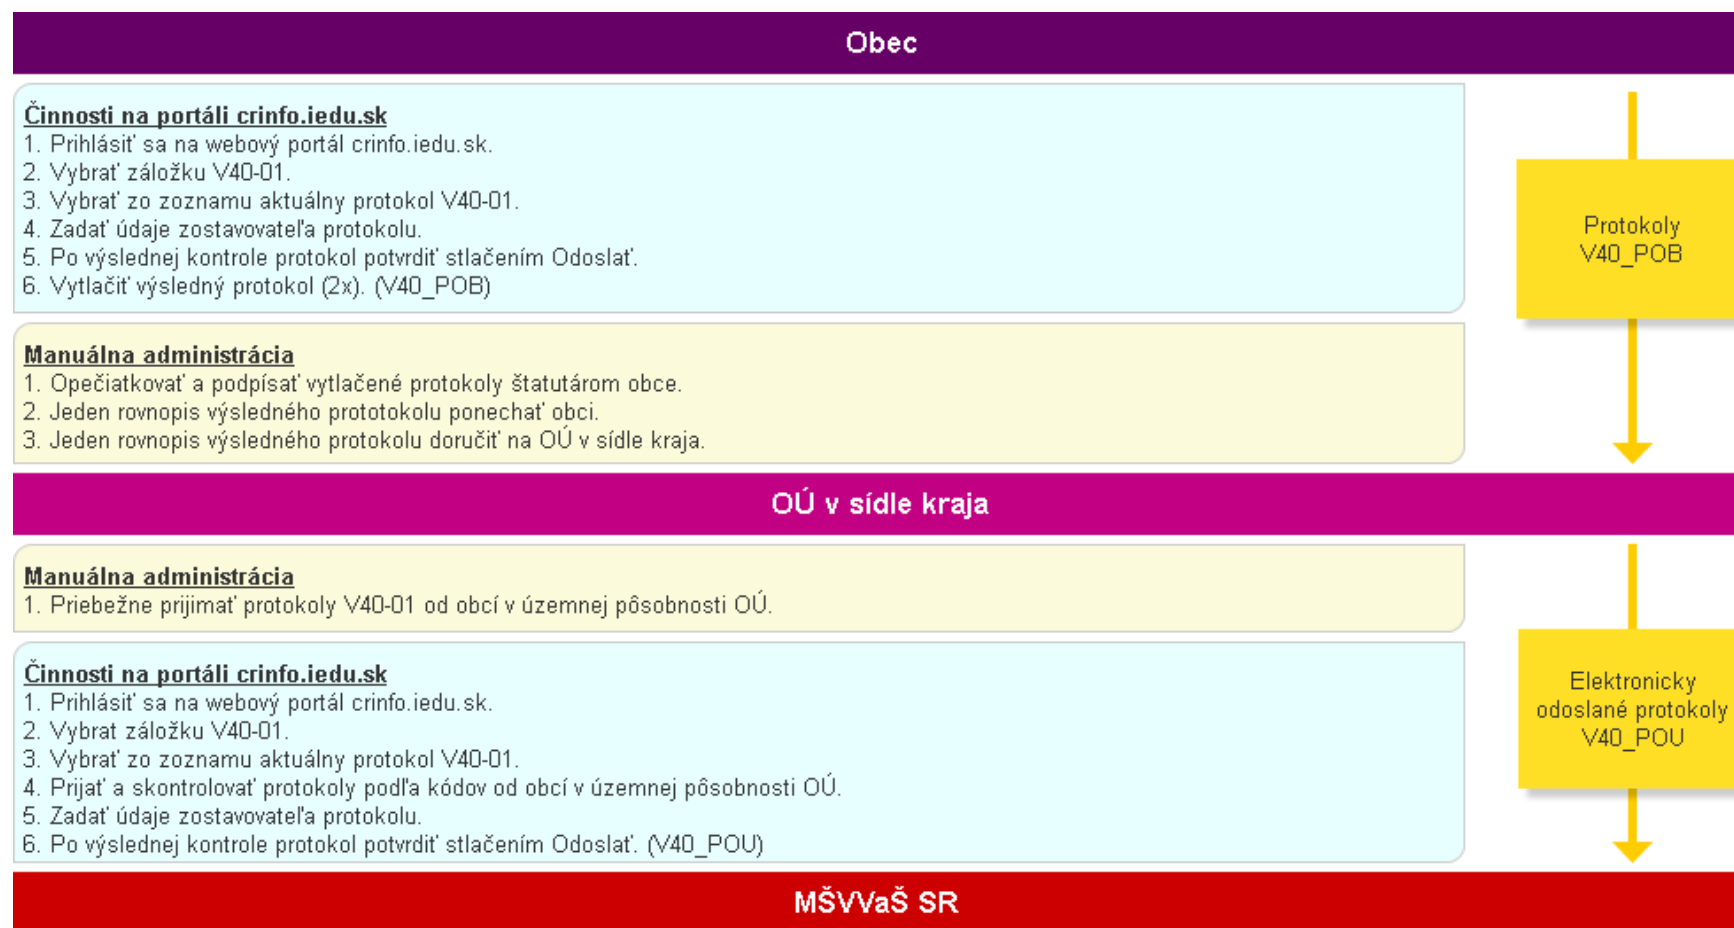 Obec
Činnosti na portáli crinfo.iedu.sk
1. Prihlásiť sa na webový portál crinfo.iedu.sk.
2. Vybrať záložku V40-01.
3. Vybrať zo zoznamu aktuálny protokol V40-01.
4. Zadať údaje zostavovateľa protokolu.
5. Po výslednej kontrole protokol potvrdiť stlačením Odoslať.
6. Vytlačiť výsledný protokol (2x). (V40_POB)
Protokoly
V40_POB
Manuálna administrácia
1. Opečiatkovať a podpísať vytlačené protokoly štatutárom obce.
2. Jeden rovnopis výsledného prototokolu ponechať obci.
3. Jeden rovnopis výsledného protokolu doručiť na OÚ v sídle kraja.
OÚ v sídle kraja
Manuálna administrácia
1. Priebežne prijimať protokoly V40-01 od obcí v územnej pôsobnosti OÚ.
Činnosti na portáli crinfo.iedu.sk
1. Prihlásiť sa na webový portál crinfo.iedu.sk.
2. Vybrat záložku V40-01.
3. Vybrať zo zoznamu aktuálny protokol V40-01.
4. Prijať a skontrolovať protokoly podľa kódov od obcí v územnej pôsobnosti OÚ.
5. Zadať údaje zostavovateľa protokolu.
6. Po výslednej kontrole protokol potvrdiť stlačením Odoslať. (V40_POU)
Elektronicky
odoslané protokoly
V40_POU
MŠVVaŠ SR